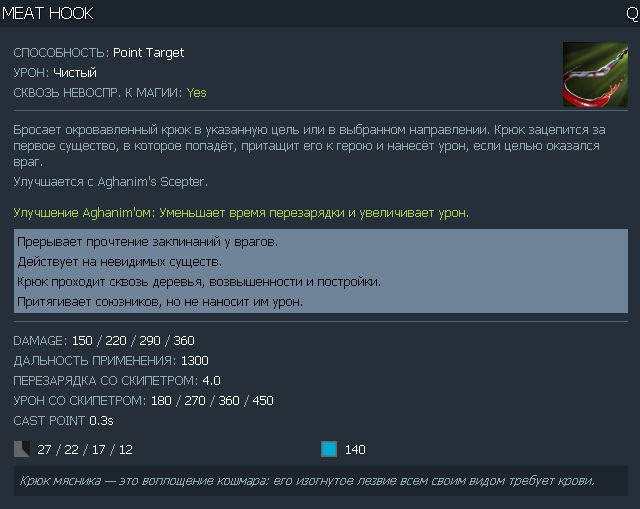 MEAT HOOK Q
СПОСОБНОСТЬ: Point Target
УРОН: Чистый
СКВОЗЬ НЕВОСПР. К МАГИИ: Yes
Бросает окровавленный крюк в указанную цель или в выбранном направлении. Крюк зацепится за
первое существо, в которое попадёт, притащит его к герою и нанесёт урон, если целью оказался
враг.
Улучшается с Aghanim's Scepter.
Улучшение Aghanim'ом: Уменьшает время перезарядки и увеличивает урон.
Прерывает прочтение заклинаний у врагов.
Действует на невидимых существ.
Крюк проходит сквозь деревья, возвышенности и постройки.
Притягивает союзников, но не наносит им урон.
DAMAGE: 150 / 220 / 290 / 360
ДАЛЬНОСТЬ ПРИМЕНЕНИЯ: 1300
ПЕРЕЗАРЯДКА СО СКИПЕТРОМ: 4.0
УРОН СО СКИПЕТРОМ: 180 / 270 / 360 / 450
CAST POINT 0.3s
27 / 22 / 17 / 12 140
Крюк мясника — это воплощение кошмара: его изогнутое лезвие всем своим видом требует крови.